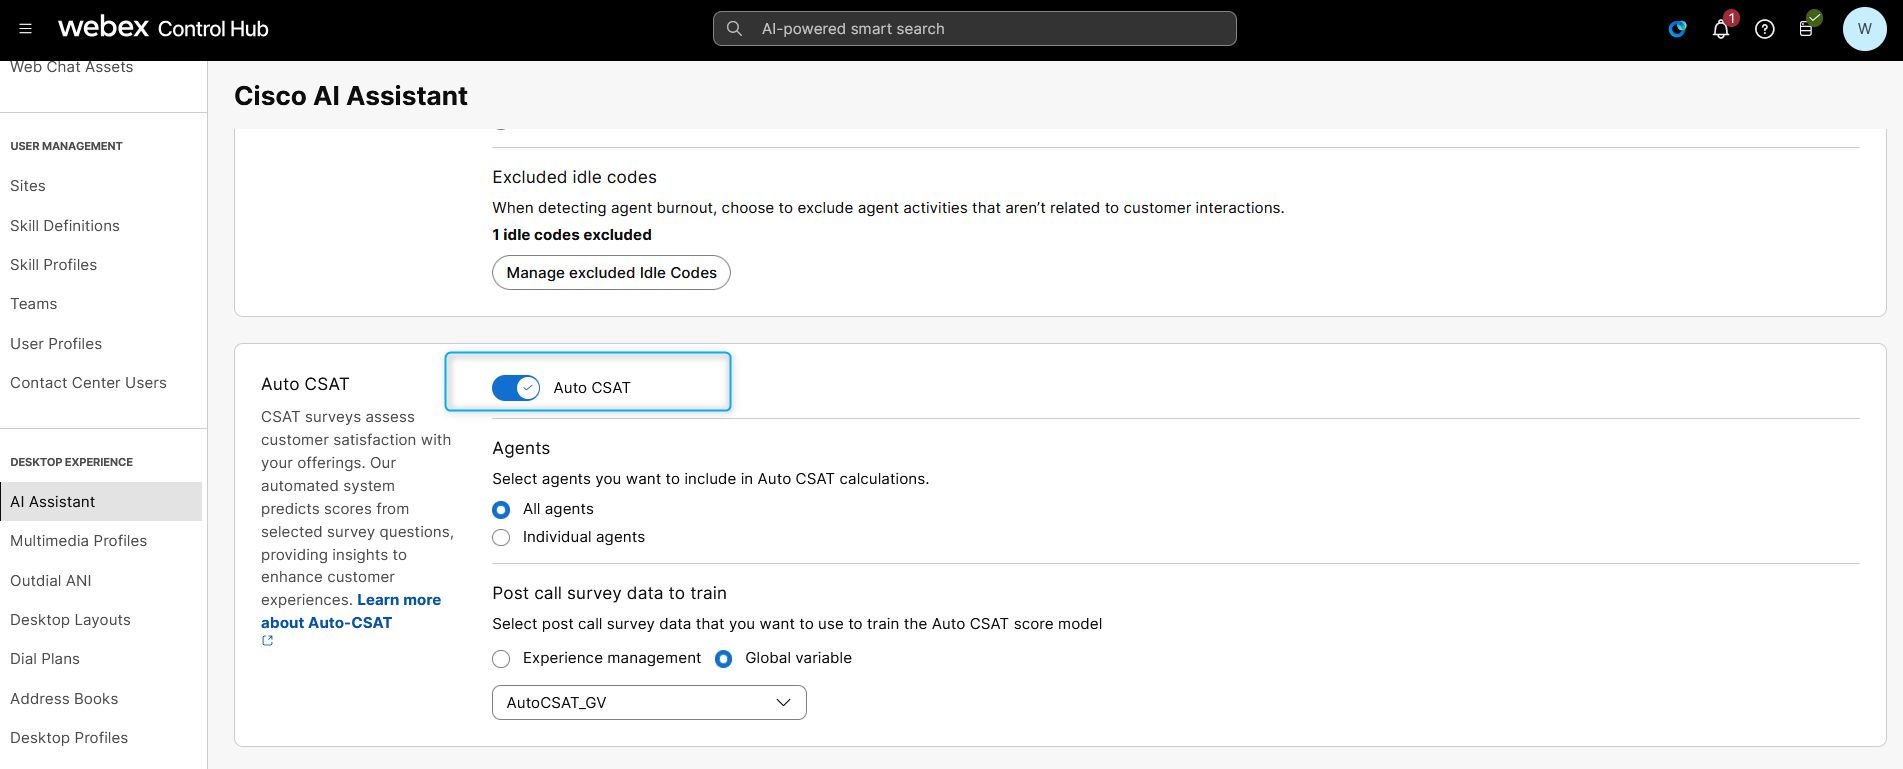 webex Control Hub
AI-powered smart search
1
W
Web Chat Assets
USER MANAGEMENT
Sites
Skill Definitions
Skill Profiles
Teams
User Profiles
Contact Center Users
DESKTOP EXPERIENCE
AI Assistant
Multimedia Profiles
Outdial ANI
Desktop Layouts
Dial Plans
Address Books
Desktop Profiles
Cisco AI Assistant
Excluded idle codes
When detecting agent burnout, choose to exclude agent activities that aren’t related to customer interactions.
1 idle codes excluded
Manage excluded Idle Codes
Auto CSAT
CSAT surveys assess
customer satisfaction with
your offerings. Our
automated system
predicts scores from
selected survey questions,
providing insights to
enhance customer
experiences. Learn more
about Auto-CSAT
Auto CSAT
Agents
Select agents you want to include in Auto CSAT calculations.
All agents
Individual agents
Post call survey data to train
Select post call survey data that you want to use to train the Auto CSAT score model
Experience management
Global variable
AutoCSAT_GV